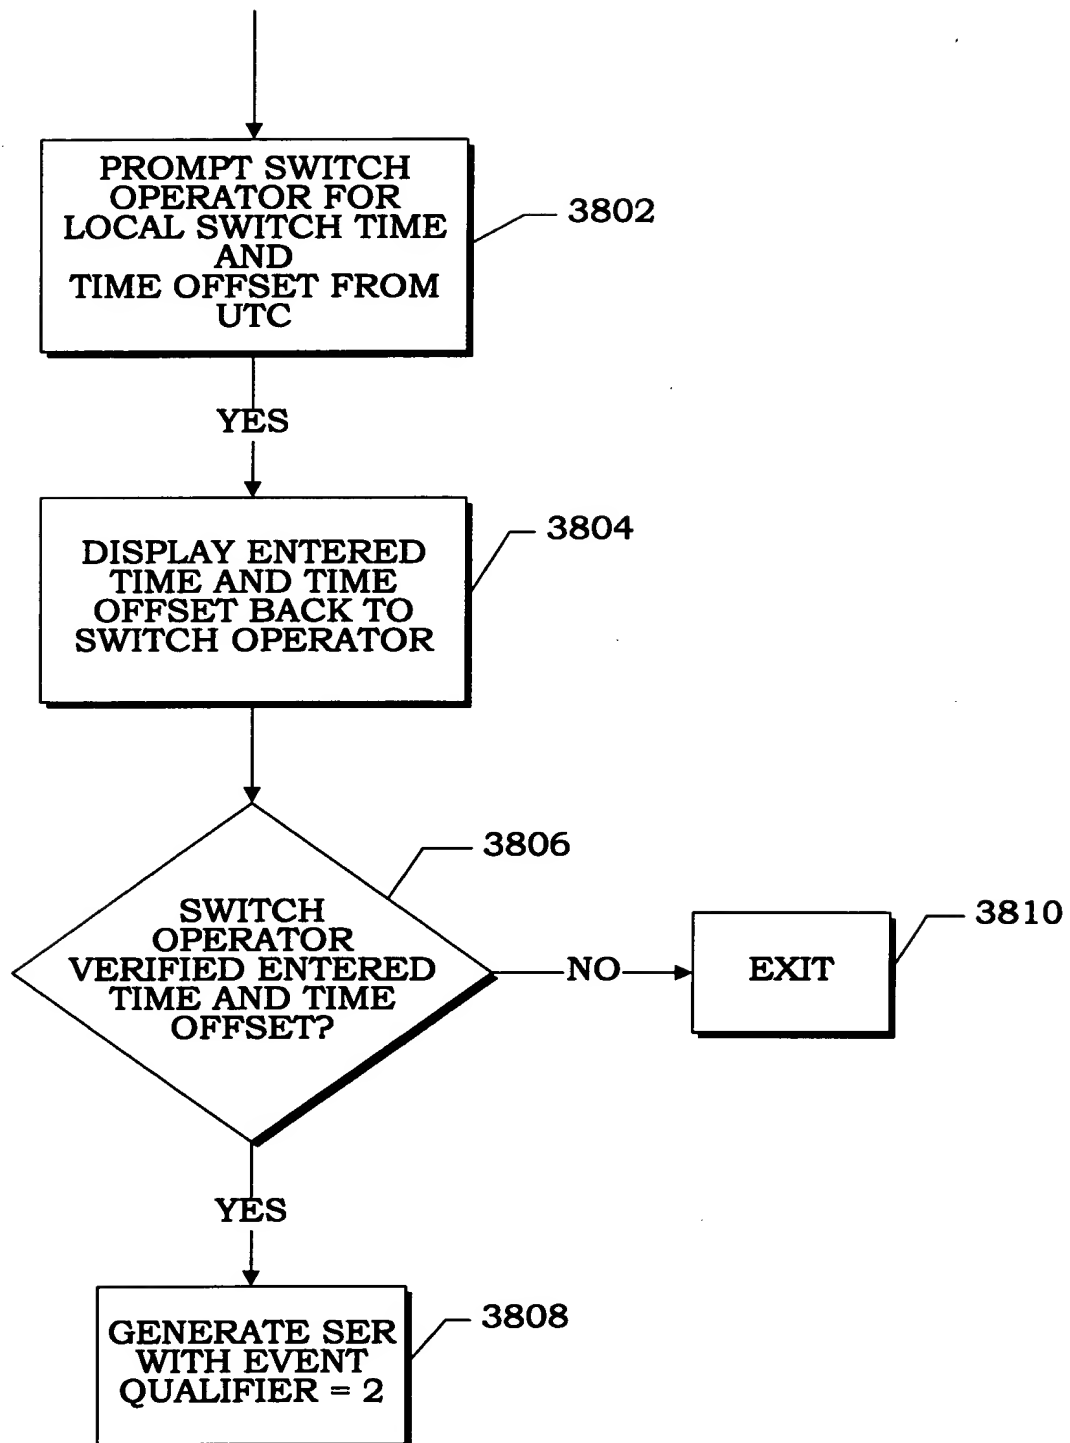 PROMPT SWITCH
OPERATOR FOR
LOCAL SWITCH TIME
AND
TIME OFFSET FROM
UTC
3802
YES
DISPLAY ENTERED
TIME AND TIME
OFFSET BACK TO
SWITCH OPERATOR
3804
SWITCH
OPERATOR
VERIFIED ENTERED
TIME AND TIME
OFFSET?
3806
NO
EXIT
3810
YES
GENERATE SER
WITH EVENT
QUALIFIER = 2
3808